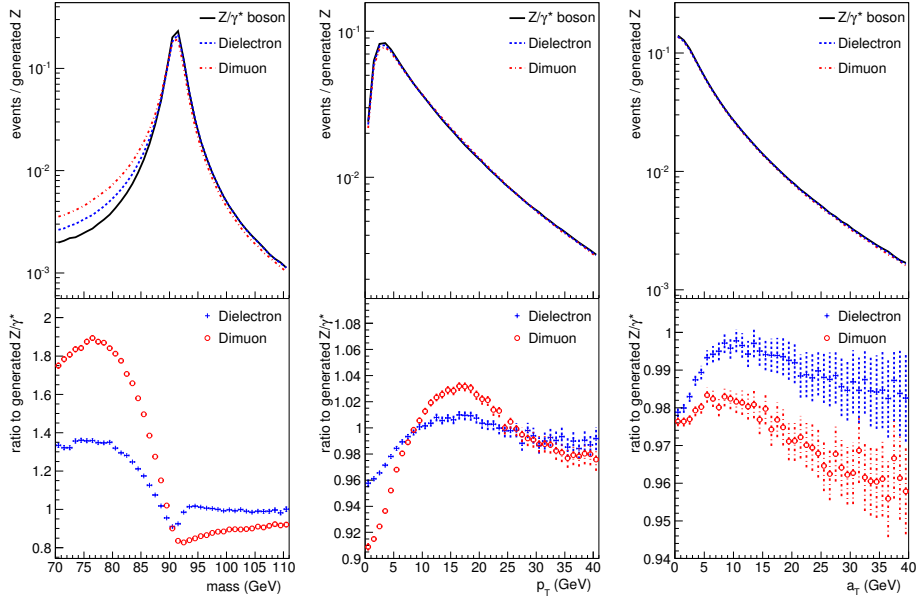 events / generated Z
10⁻¹
10⁻²
10⁻³
Z/γ* boson
Dielectron
Dimuon
events / generated Z
10⁻¹
10⁻²
Z/γ* boson
Dielectron
Dimuon
events / generated Z
10⁻¹
10⁻²
10⁻³
Z/γ* boson
Dielectron
Dimuon
ratio to generated Z/γ*
2
1.8
1.6
1.4
1.2
1
0.8
Dielectron
Dimuon
70 75 80 85 90 95 100 105 110
mass (GeV)
ratio to generated Z/γ*
1.08
1.06
1.04
1.02
1.00
0.98
0.96
0.94
0.92
0.9
Dielectron
Dimuon
0 5 10 15 20 25 30 35 40
p_T (GeV)
ratio to generated Z/γ*
1
0.99
0.98
0.97
0.96
0.95
0.94
Dielectron
Dimuon
0 5 10 15 20 25 30 35 40
a_T (GeV)